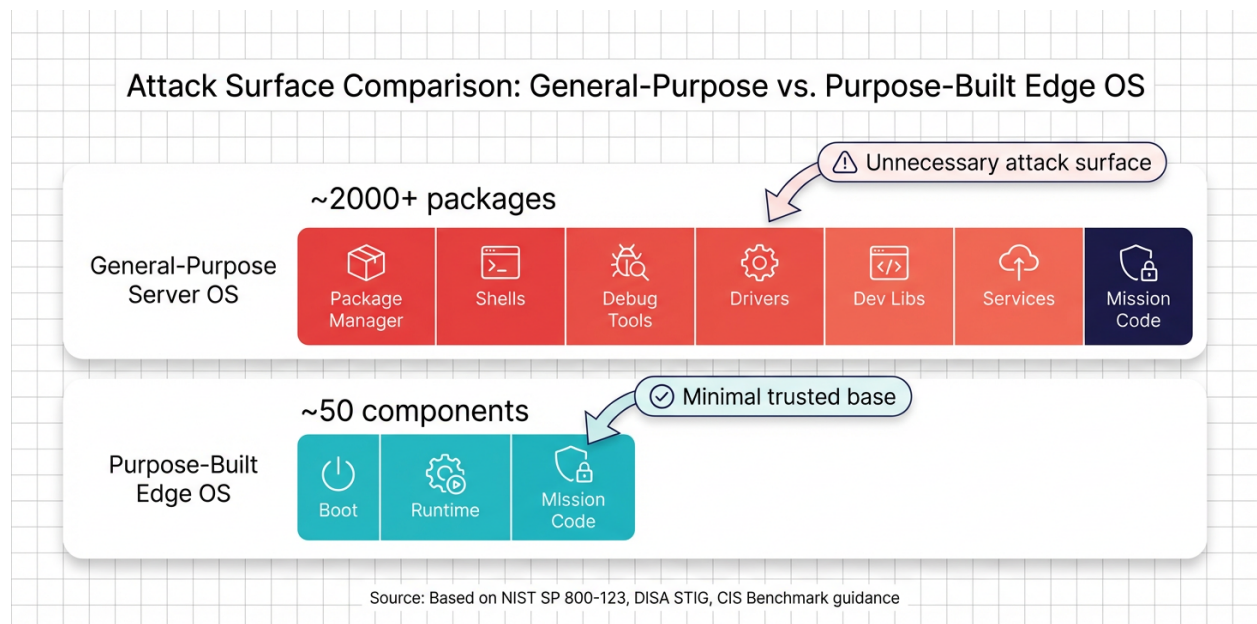 Attack Surface Comparison: General-Purpose vs. Purpose-Built Edge OS
Unnecessary attack surface
~2000+ packages
General-Purpose
Server OS
Package
Manager
Shells
Debug
Tools
Drivers
Dev Libs
Services
Mission
Code
Minimal trusted base
~50 components
Purpose-Built
Edge OS
Boot
Runtime
MIssion
Code
Source: Based on NIST SP 800-123, DISA STIG, CIS Benchmark guidance